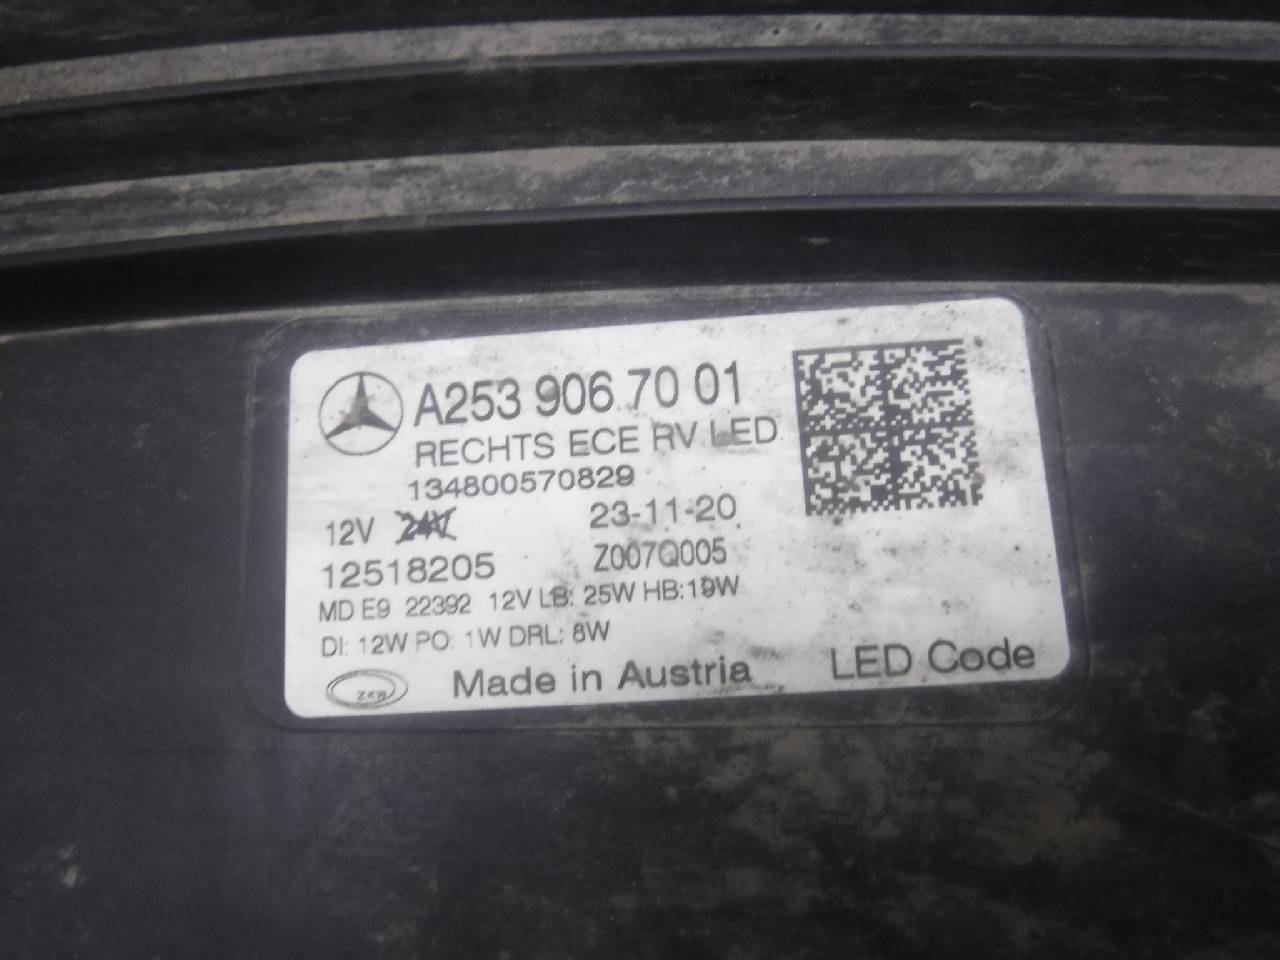 A253 906 70 01
RECHTS ECE RV LED
134800570829
12V 24V 23-11-20
12518205 Z007Q005
MD E9 22392 12V LB: 25W HB:19W
DI: 12W PO: 1W DRL: 8W
ZKW Made in Austria LED Code